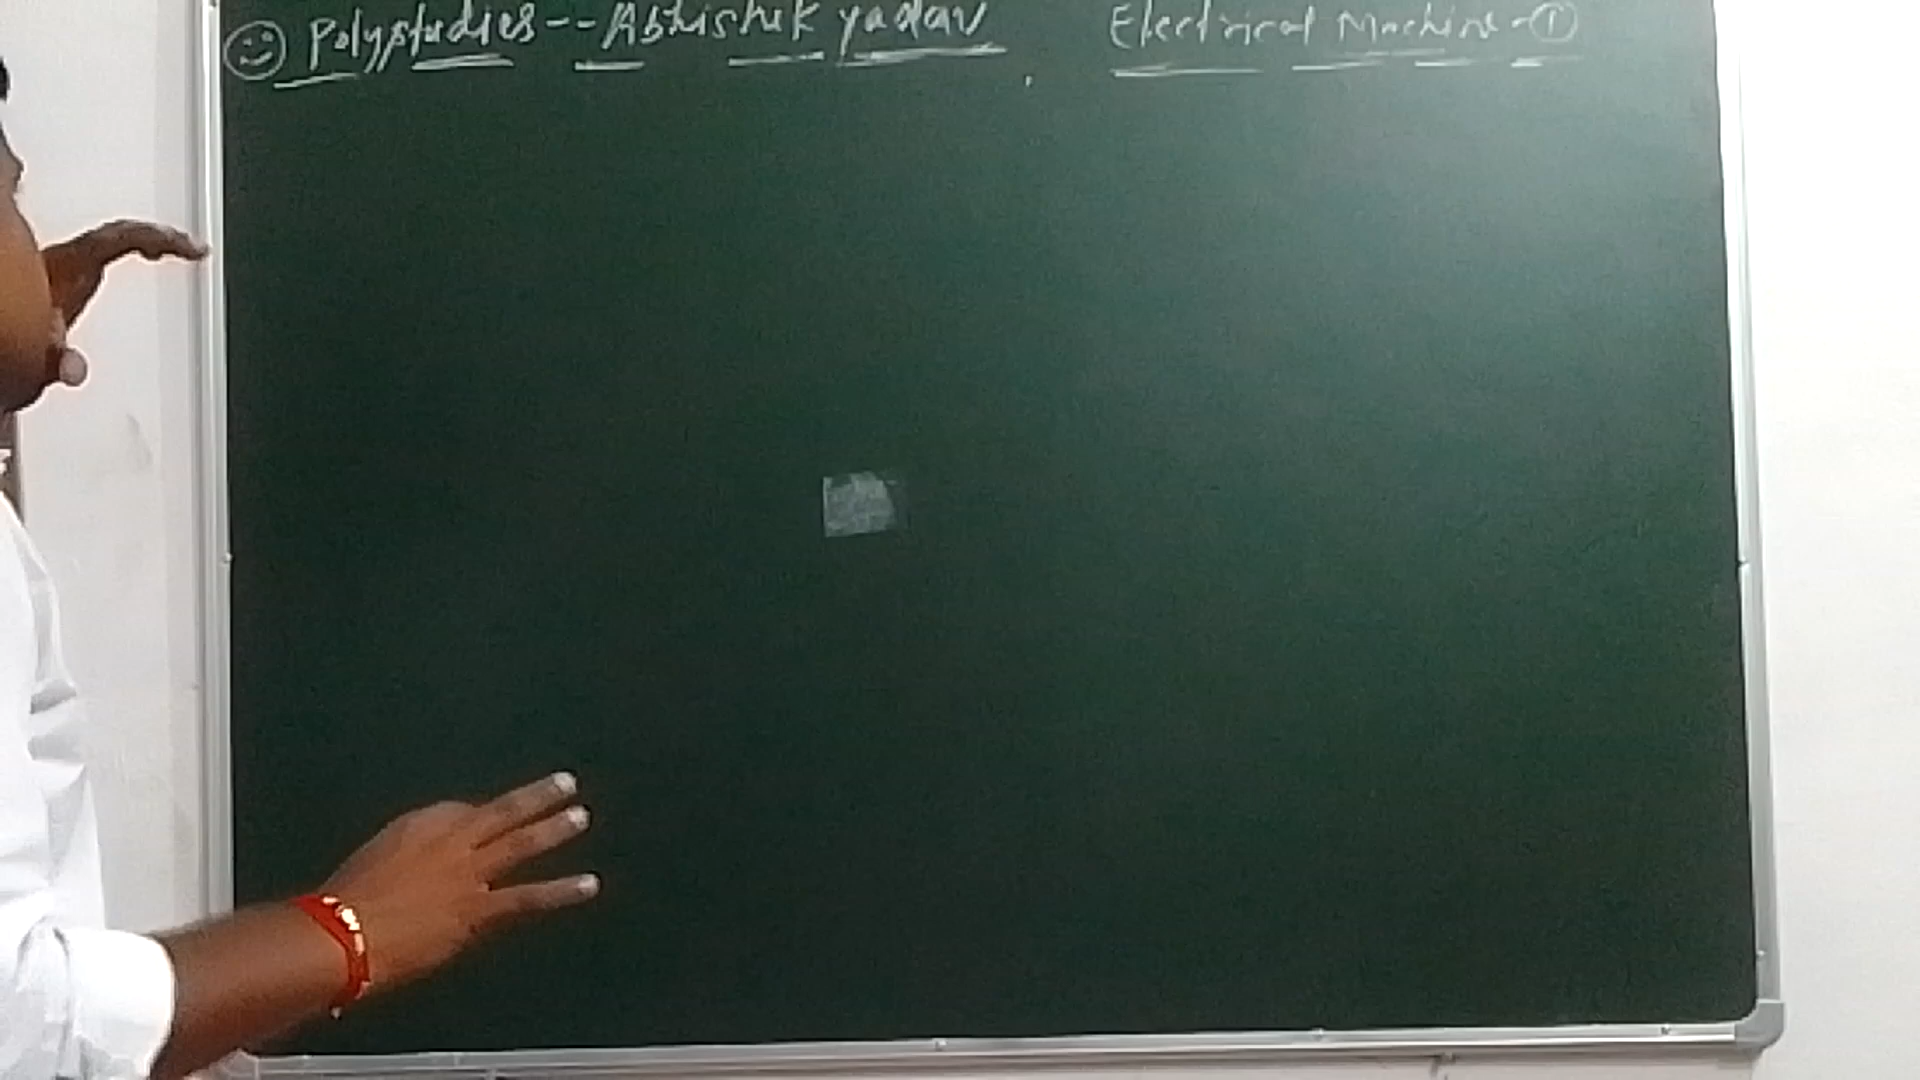 Polystudies -- Abhishek yadav
Electrical Machine - ①